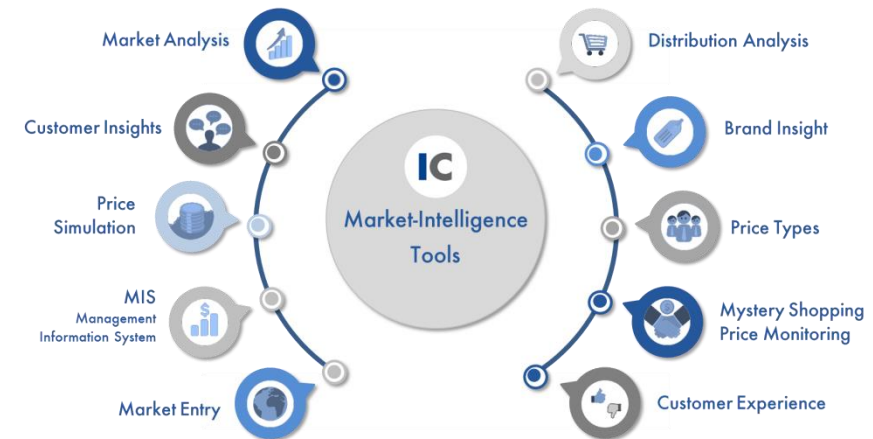 Market Analysis
Customer Insights
Price
Simulation
MIS
Management
Information System
$
Market Entry
IC
Market-Intelligence
Tools
Distribution Analysis
Brand Insight
Price Types
Mystery Shopping
Price Monitoring
Customer Experience